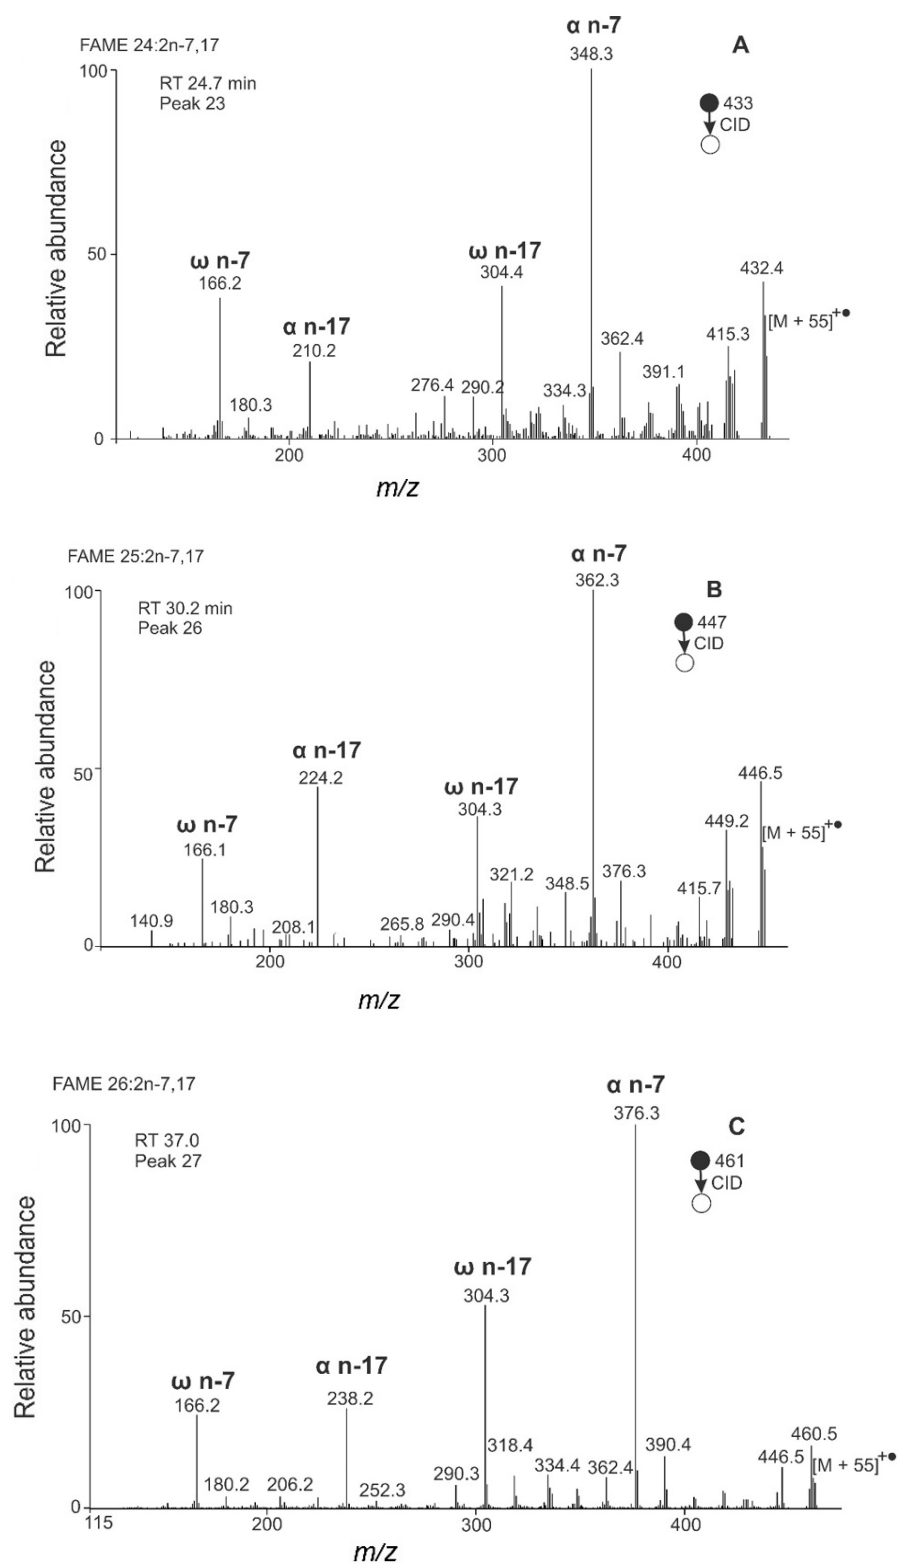 FAME 24:2n-7,17
A
α n-7
348.3
RT 24.7 min
Peak 23
433
CID
Relative abundance
100
50
0
ω n-7
166.2
180.3
α n-17
210.2
276.4
290.2
ω n-17
304.4
334.3
362.4
391.1
415.3
432.4
[M + 55]+●
200
300
400
m/z
FAME 25:2n-7,17
B
α n-7
362.3
RT 30.2 min
Peak 26
447
CID
Relative abundance
100
50
0
140.9
ω n-7
166.1
180.3
208.1
α n-17
224.2
265.8
290.4
ω n-17
304.3
321.2
348.5
376.3
415.7
449.2
446.5
[M + 55]+●
200
300
400
m/z
FAME 26:2n-7,17
C
α n-7
376.3
RT 37.0
Peak 27
461
CID
Relative abundance
100
50
0
ω n-7
166.2
180.2
206.2
α n-17
238.2
252.3
290.3
ω n-17
304.3
318.4
334.4
362.4
390.4
446.5
460.5
[M + 55]+●
115
200
300
400
m/z